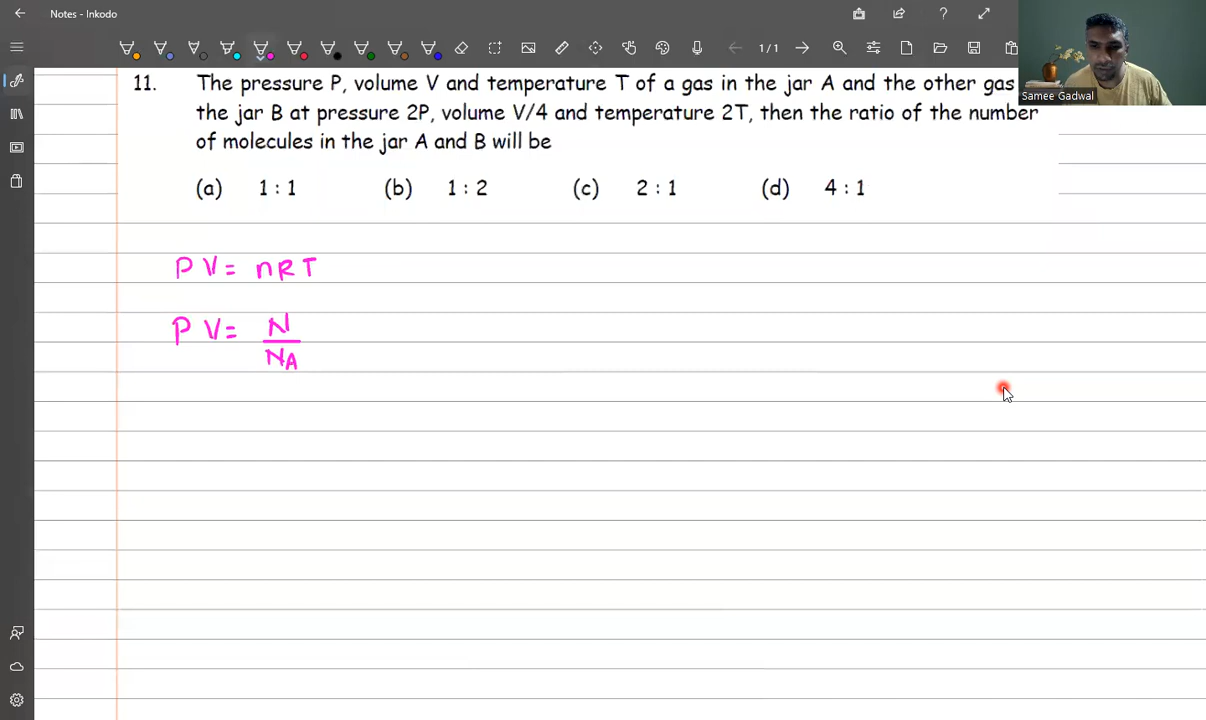 Notes - Inkodo
1/1
Samee Gadwal
11. The pressure P, volume V and temperature T of a gas in the jar A and the other gas
the jar B at pressure 2P, volume V/4 and temperature 2T, then the ratio of the number
of molecules in the jar A and B will be
(a) 1 : 1 (b) 1 : 2 (c) 2 : 1 (d) 4 : 1
PV = nRT
PV = N/NA